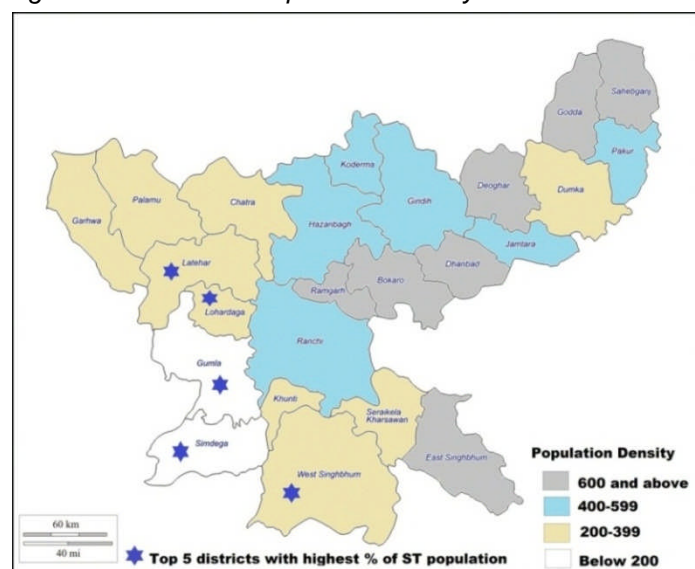 Sahebganj
Godda
Pakur
Koderma
Deoghar
Dumka
Giridih
Chatra
Palamu
Garhwa
Hazaribagh
Jamtara
Latehar
Dhanbad
Bokaro
Ramgarh
Lohardaga
Ranchi
Gumla
Khunti
Seraikela
Kharsawan
Simdega
East Singhbhum
West Singhbhum
Population Density
600 and above
400-599
200-399
Below 200
60 km
40 mi
Top 5 districts with highest % of ST population